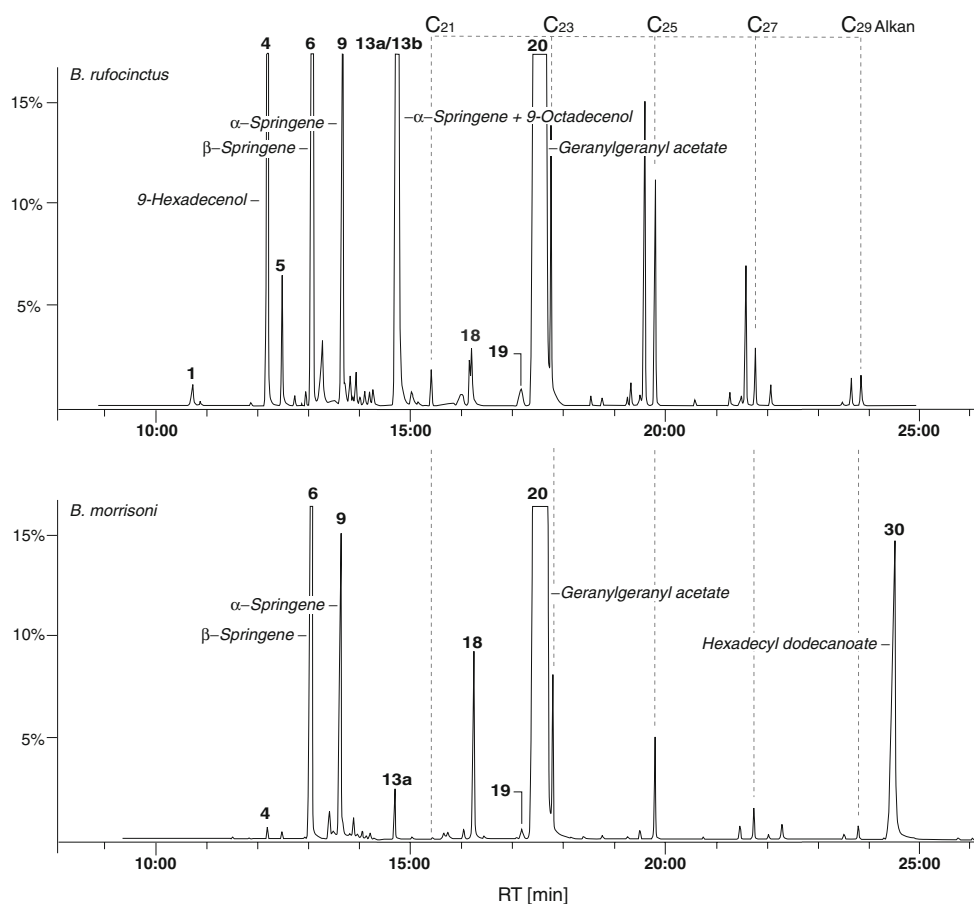 C21 C23 C25 C27 C29 Alkan
4 6 9 13a/13b 20
B. rufocinctus
15%
α–Springene –
–α–Springene + 9-Octadecenol
β–Springene –
–Geranylgeranyl acetate
10%
9-Hexadecenol –
5
5%
18
19
1
10:00 15:00 20:00 25:00
6 20
B. morrisoni
9
30
15%
α–Springene –
–Geranylgeranyl acetate
10%
β–Springene –
Hexadecyl dodecanoate –
18
5%
13a
19
4
10:00 15:00 20:00 25:00
RT [min]